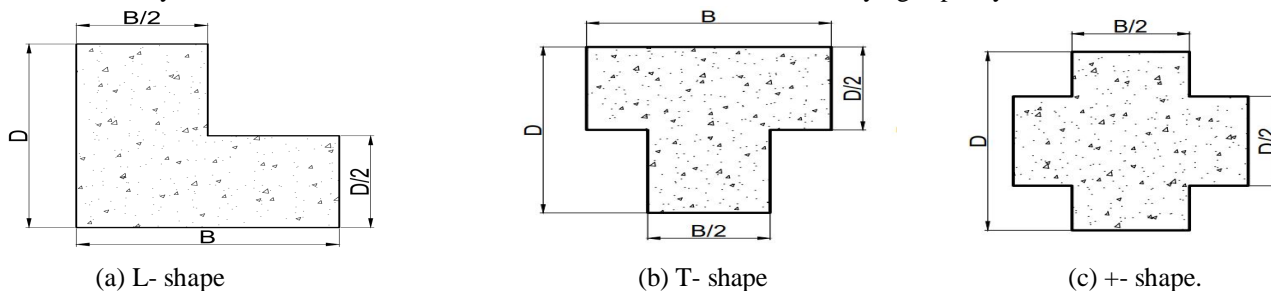 B/2
D
D/2
B
B
D
D/2
B/2
B/2
D
D/2
(a) L- shape
(b) T- shape
(c) +- shape.